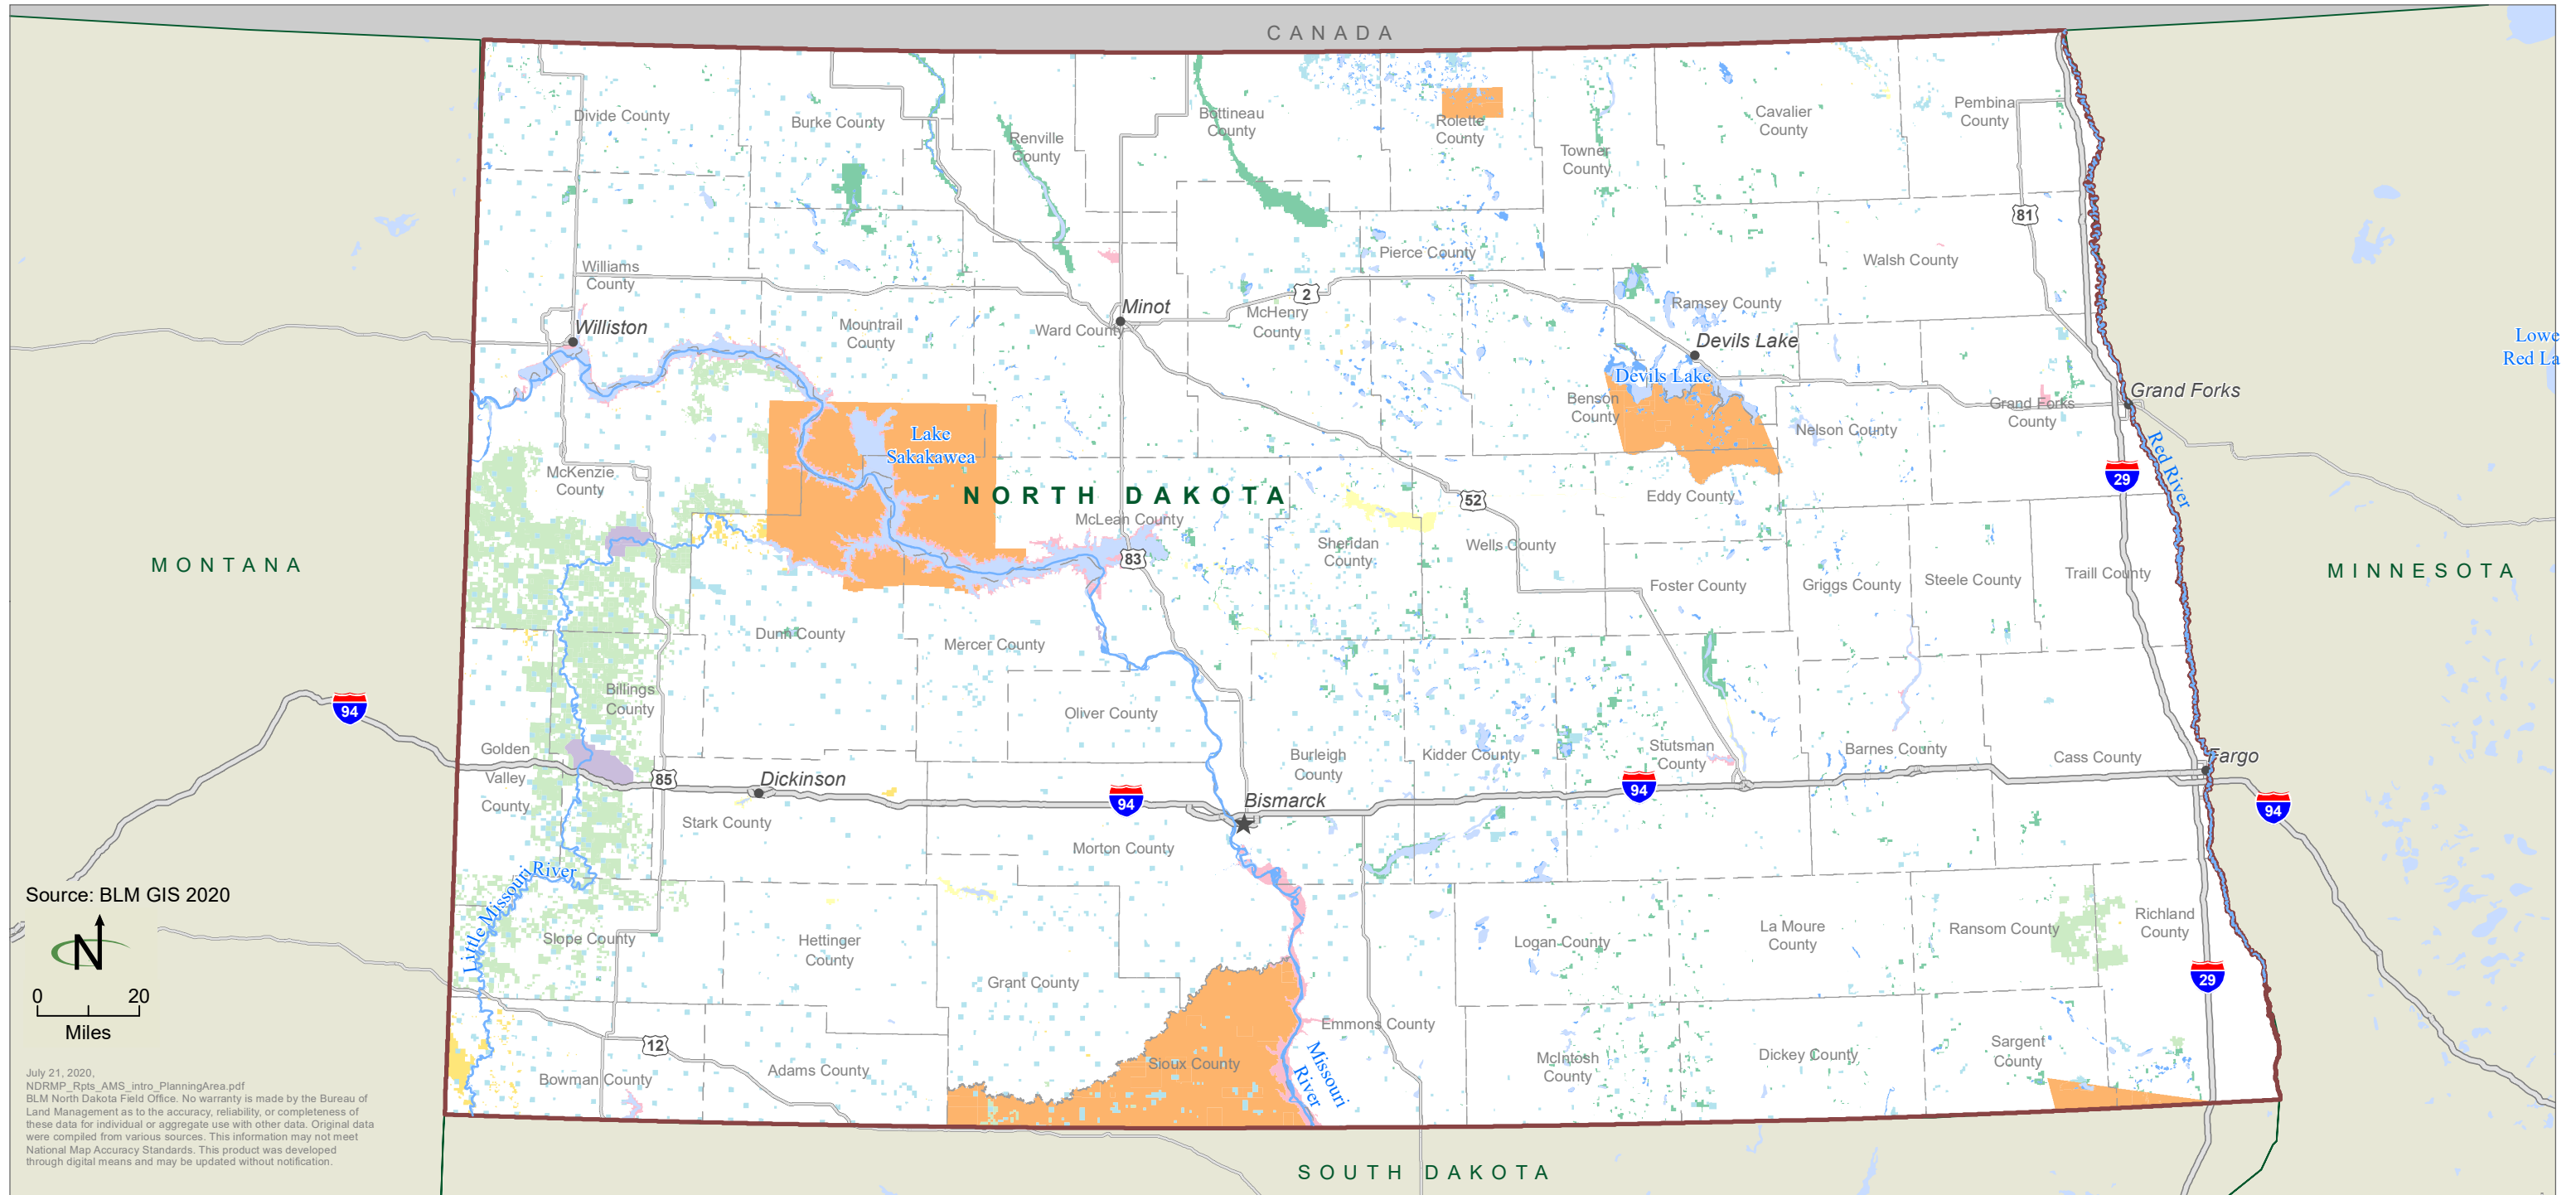 CANADA
Divide County
Burke County
Renville
County
Bottineau
County
Rolette
County
Towner
County
Cavalier
County
Pembina
County
81
Williams
County
Mountrail
County
Ward County
McHenry
County
Pierce County
Ramsey County
Walsh County
Williston
Minot
2
Devils Lake
Devils Lake
Benson
County
Nelson County
Grand Forks
County
Grand Forks
Lowe
Red La
Red River
29
McKenzie
County
Lake
Sakakawea
NORTH DAKOTA
McLean County
83
52
Sheridan
County
Wells County
Eddy County
Foster County
Griggs County
Steele County
Traill County
MONTANA
MINNESOTA
Dunn County
Mercer County
Billings
County
Oliver County
94
Golden
Valley
County
85
Dickinson
Stark County
94
Bismarck
Burleigh
County
Kidder County
94
Stutsman
County
Barnes County
Cass County
Fargo
94
Morton County
Little Missouri River
Slope County
Hettinger
County
Grant County
Logan County
La Moure
County
Ransom County
Richland
County
29
Emmons County
Missouri
River
Sioux County
12
Bowman County
Adams County
McIntosh
County
Dickey County
Sargent
County
SOUTH DAKOTA
Source: BLM GIS 2020
N
0 20
Miles
July 21, 2020,
NDRMP_Rpts_AMS_intro_PlanningArea.pdf
BLM North Dakota Field Office. No warranty is made by the Bureau of
Land Management as to the accuracy, reliability, or completeness of
these data for individual or aggregate use with other data. Original data
were compiled from various sources. This information may not meet
National Map Accuracy Standards. This product was developed
through digital means and may be updated without notification.